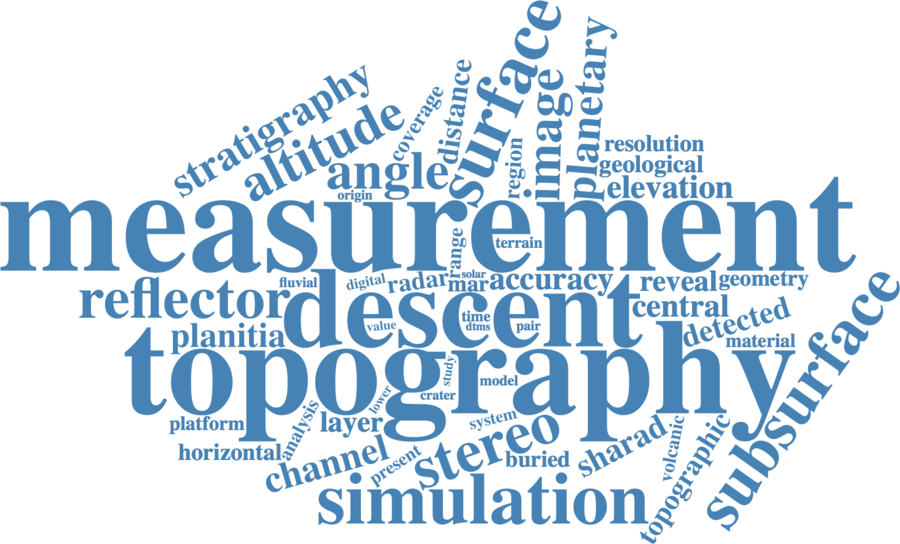 stratigraphy
altitude
coverage
distance
surface
image
planetary
region
resolution
geological
elevation
angle
origin
measurement
terrain
range
reflector
fluvial
digital
radar
solar
mar
accuracy
reveal
geometry
descent
time
dtms
value
pair
central
detected
material
planitia
topography
subsurface
study
model
crater
lower
platform
analysis
layer
system
horizontal
channel
present
stereo
buried
sharad
volcanic
topographic
simulation